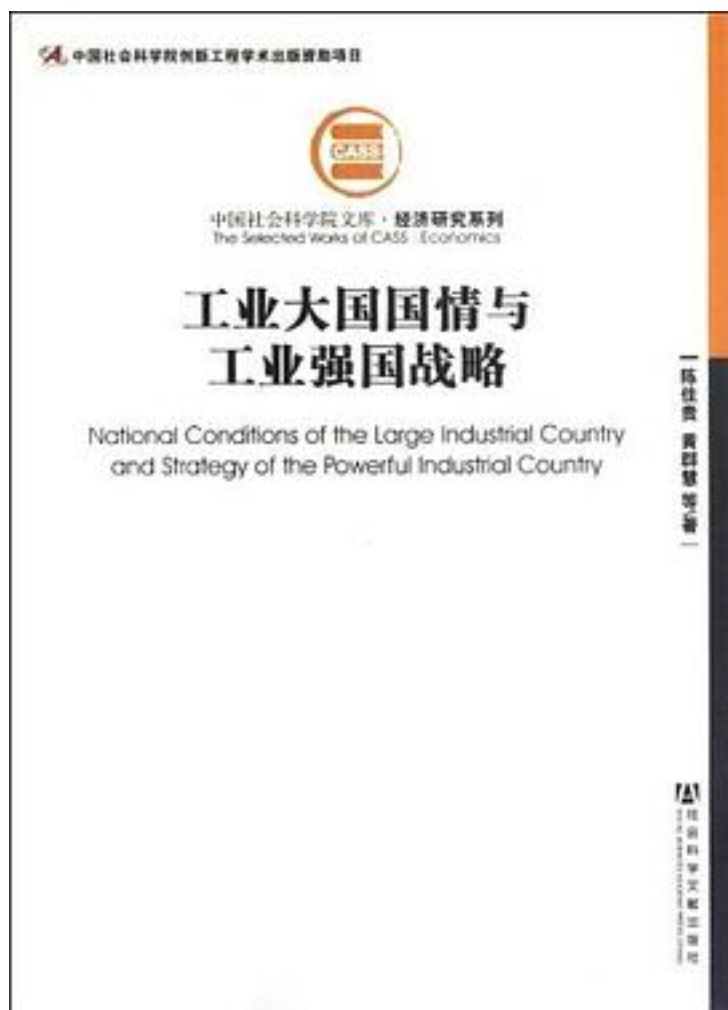 中国社会科学院创新工程学术出版资助项目
CASS
中国社会科学院文库·经济研究系列
The Selected Works of CASS Economics
工业大国国情与
工业强国战略
National Conditions of the Large Industrial Country
and Strategy of the Powerful Industrial Country
陈佳贵 黄群慧 等/著
社会科学文献出版社